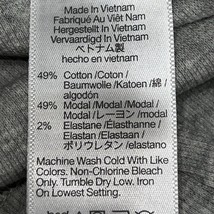 Made In Vietnam
Fabriqué Au Viêt Nam
Hergestellt In Vietnam
Vervaardigd In Vietnam
ベトナム製
hecho en vietnam
49% Cotton / Coton /
Baumwolle / Katoen / 綿 /
algodón
49% Modal / Modal / Modal /
Modal / レーヨン / modal
2% Elastane / Élasthanne /
Elastan / Elastaan /
ポリウレタン / elastano
Machine Wash Cold With Like
Colors. Non-Chlorine Bleach
Only. Tumble Dry Low. Iron
On Lowest Setting.